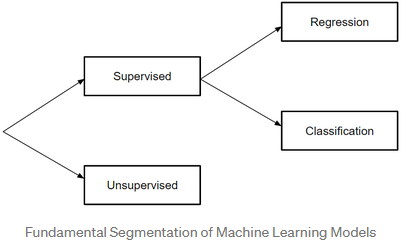 Regression
Supervised
Classification
Unsupervised
Fundamental Segmentation of Machine Learning Models